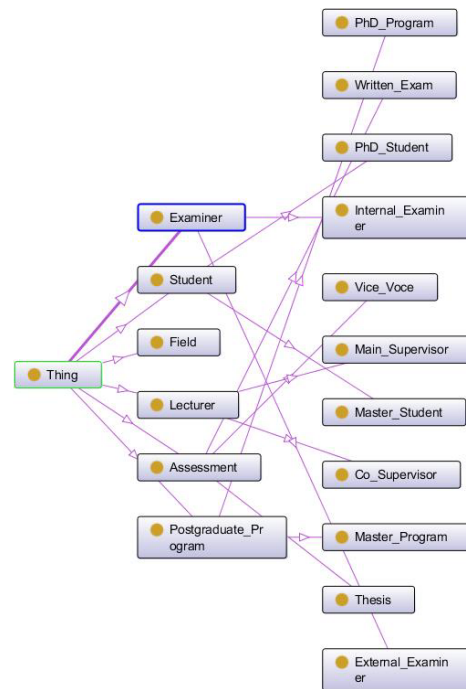 PhD_Program
Written_Exam
PhD_Student
Examiner
Internal_Examin
er
Student
Vice_Voce
Field
Main_Supervisor
Thing
Lecturer
Master_Student
Assessment
Co_Supervisor
Postgraduate_Pr
ogram
Master_Program
Thesis
External_Examin
er